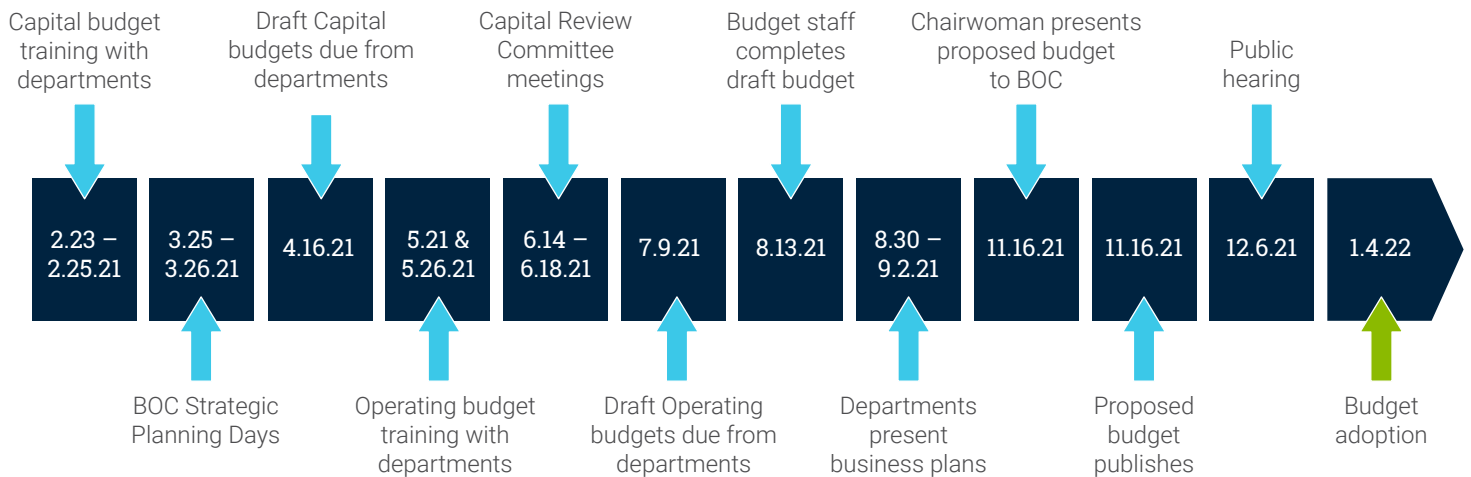 Capital budget
training with
departments
Draft Capital
budgets due from
departments
Capital Review
Committee
meetings
Budget staff
completes
draft budget
Chairwoman presents
proposed budget
to BOC
Public
hearing
2.23 –
2.25.21
3.25 –
3.26.21
4.16.21
5.21 &
5.26.21
6.14 –
6.18.21
7.9.21
8.13.21
8.30 –
9.2.21
11.16.21
11.16.21
12.6.21
1.4.22
BOC Strategic
Planning Days
Operating budget
training with
departments
Draft Operating
budgets due from
departments
Departments
present
business plans
Proposed
budget
publishes
Budget
adoption